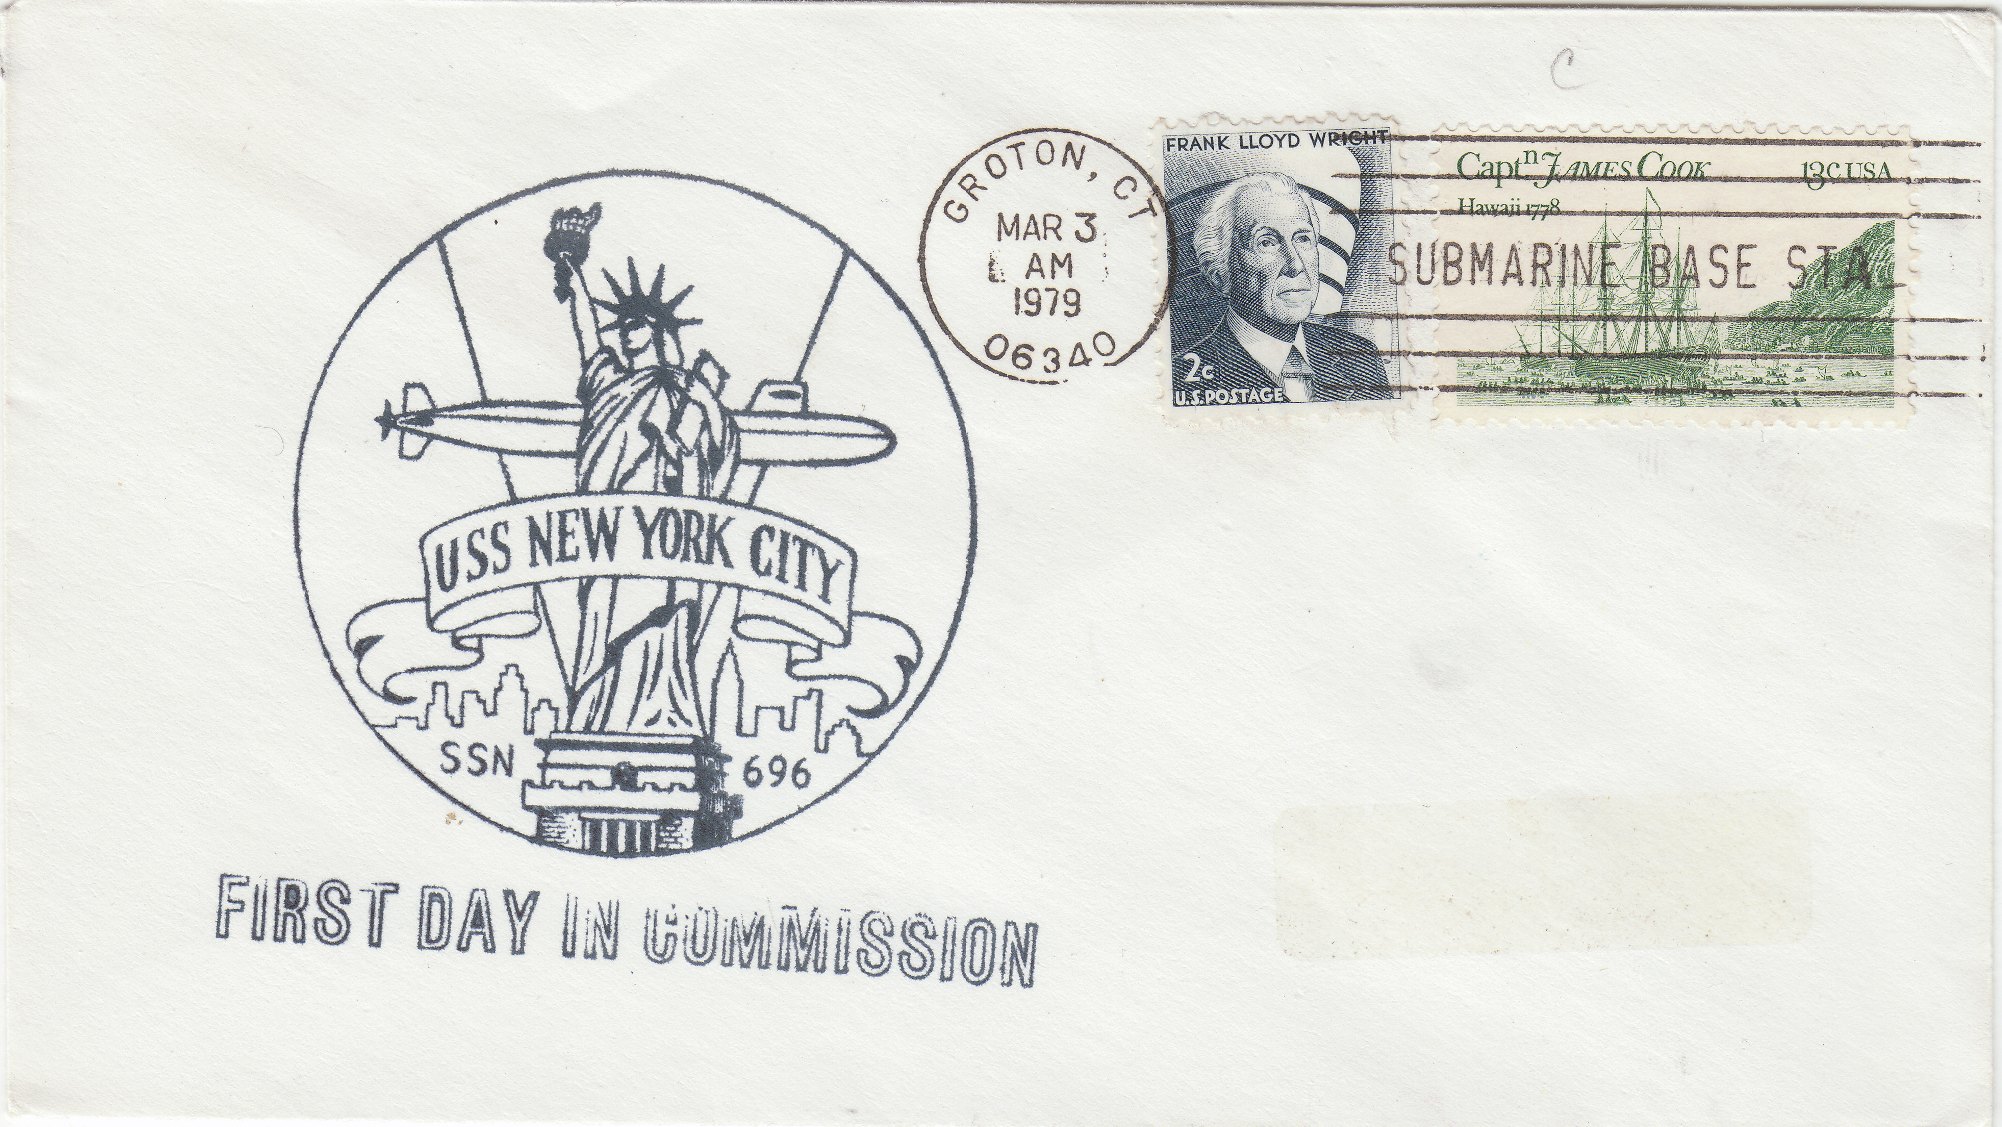 C
GROTON, CT
MAR 3
AM
1979
06340
FRANK LLOYD WRIGHT
2c.
U.S. POSTAGE
Captn. JAMES COOK 13c. USA
Hawaii 1778
SUBMARINE BASE STA
USS NEW YORK CITY
SSN 696
FIRST DAY IN COMMISSION